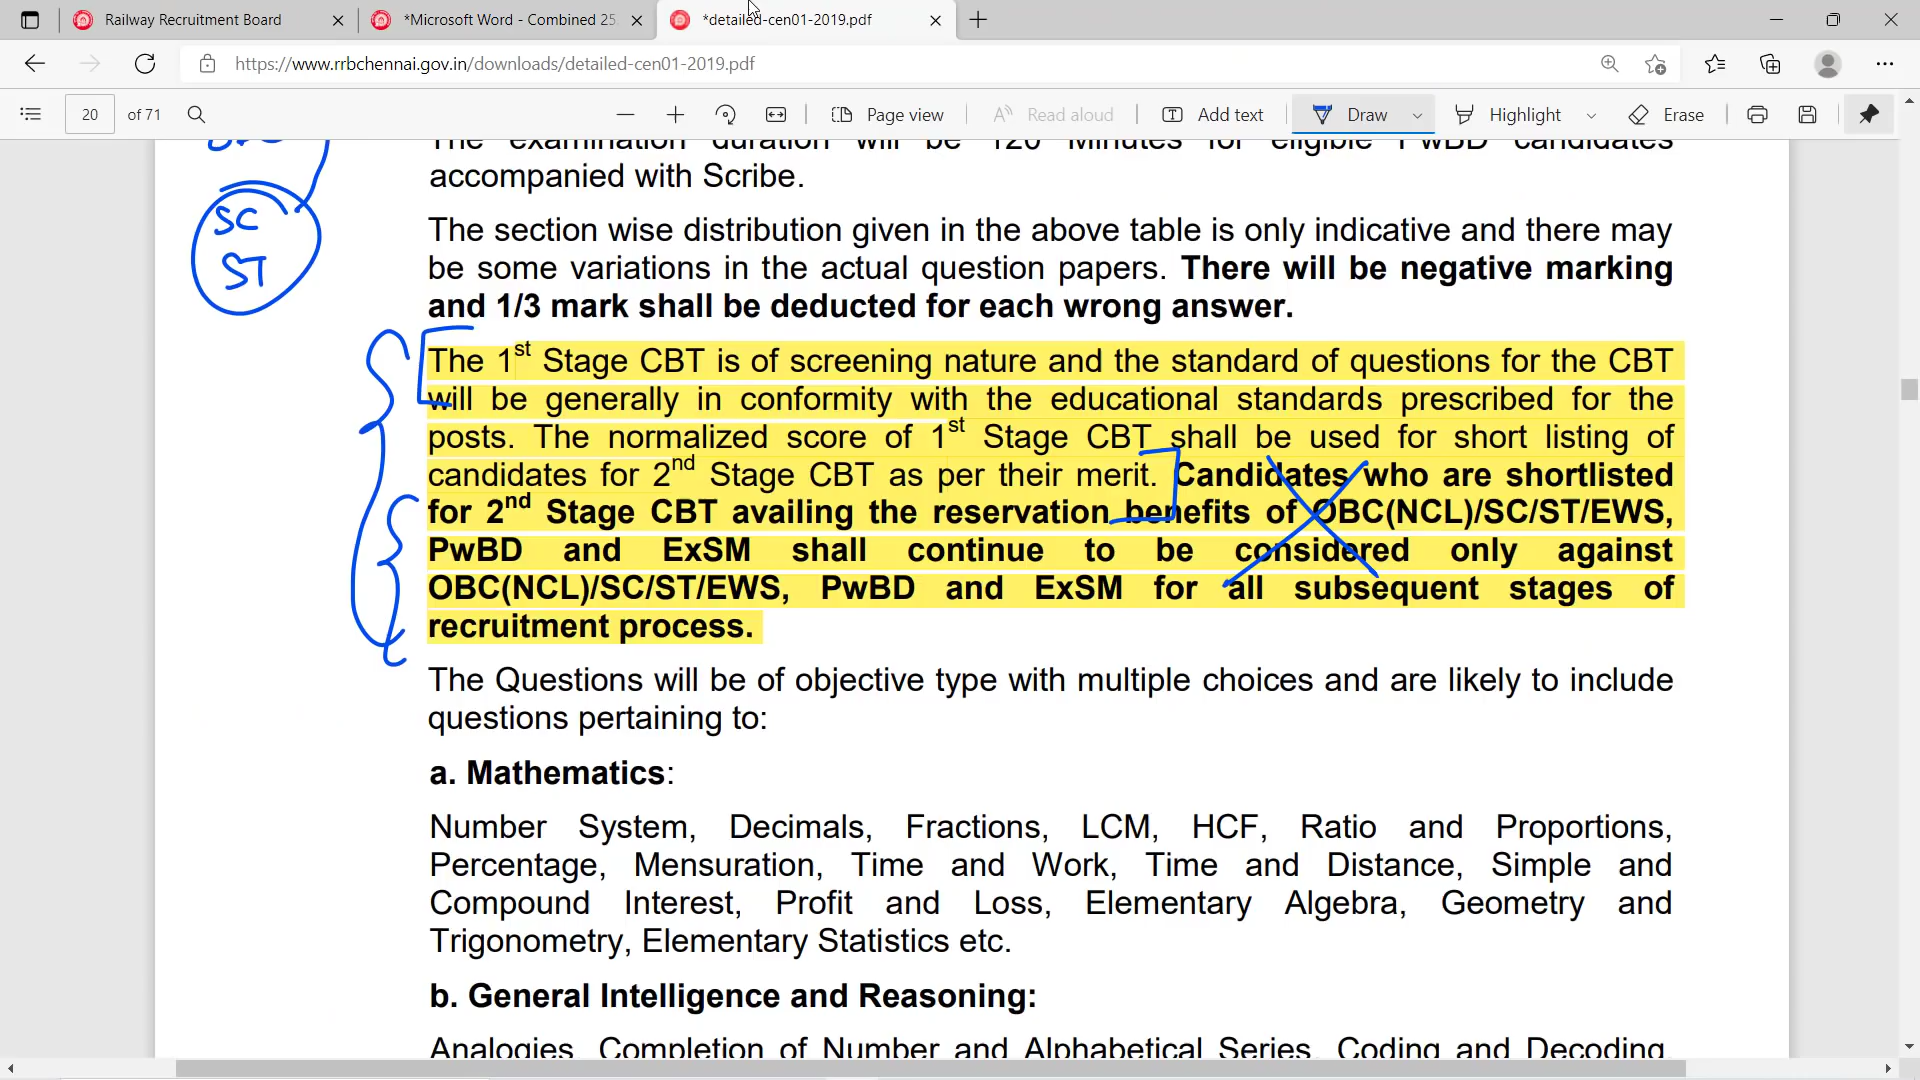 Railway Recruitment Board
*Microsoft Word - Combined 25
*detailed-cen01-2019.pdf
https://www.rrbchennai.gov.in/downloads/detailed-cen01-2019.pdf
20 of 71 Page view Read aloud Add text Draw Highlight Erase
The examination duration will be 120 Minutes for eligible PwBD candidates
accompanied with Scribe.
SC
ST
The section wise distribution given in the above table is only indicative and there may
be some variations in the actual question papers. There will be negative marking
and 1/3 mark shall be deducted for each wrong answer.
The 1st Stage CBT is of screening nature and the standard of questions for the CBT
will be generally in conformity with the educational standards prescribed for the
posts. The normalized score of 1st Stage CBT shall be used for short listing of
candidates for 2nd Stage CBT as per their merit. Candidates who are shortlisted
for 2nd Stage CBT availing the reservation benefits of OBC(NCL)/SC/ST/EWS,
PwBD and ExSM shall continue to be considered only against
OBC(NCL)/SC/ST/EWS, PwBD and ExSM for all subsequent stages of
recruitment process.
The Questions will be of objective type with multiple choices and are likely to include
questions pertaining to:
a. Mathematics:
Number System, Decimals, Fractions, LCM, HCF, Ratio and Proportions,
Percentage, Mensuration, Time and Work, Time and Distance, Simple and
Compound Interest, Profit and Loss, Elementary Algebra, Geometry and
Trigonometry, Elementary Statistics etc.
b. General Intelligence and Reasoning:
Analogies, Completion of Number and Alphabetical Series, Coding and Decoding,